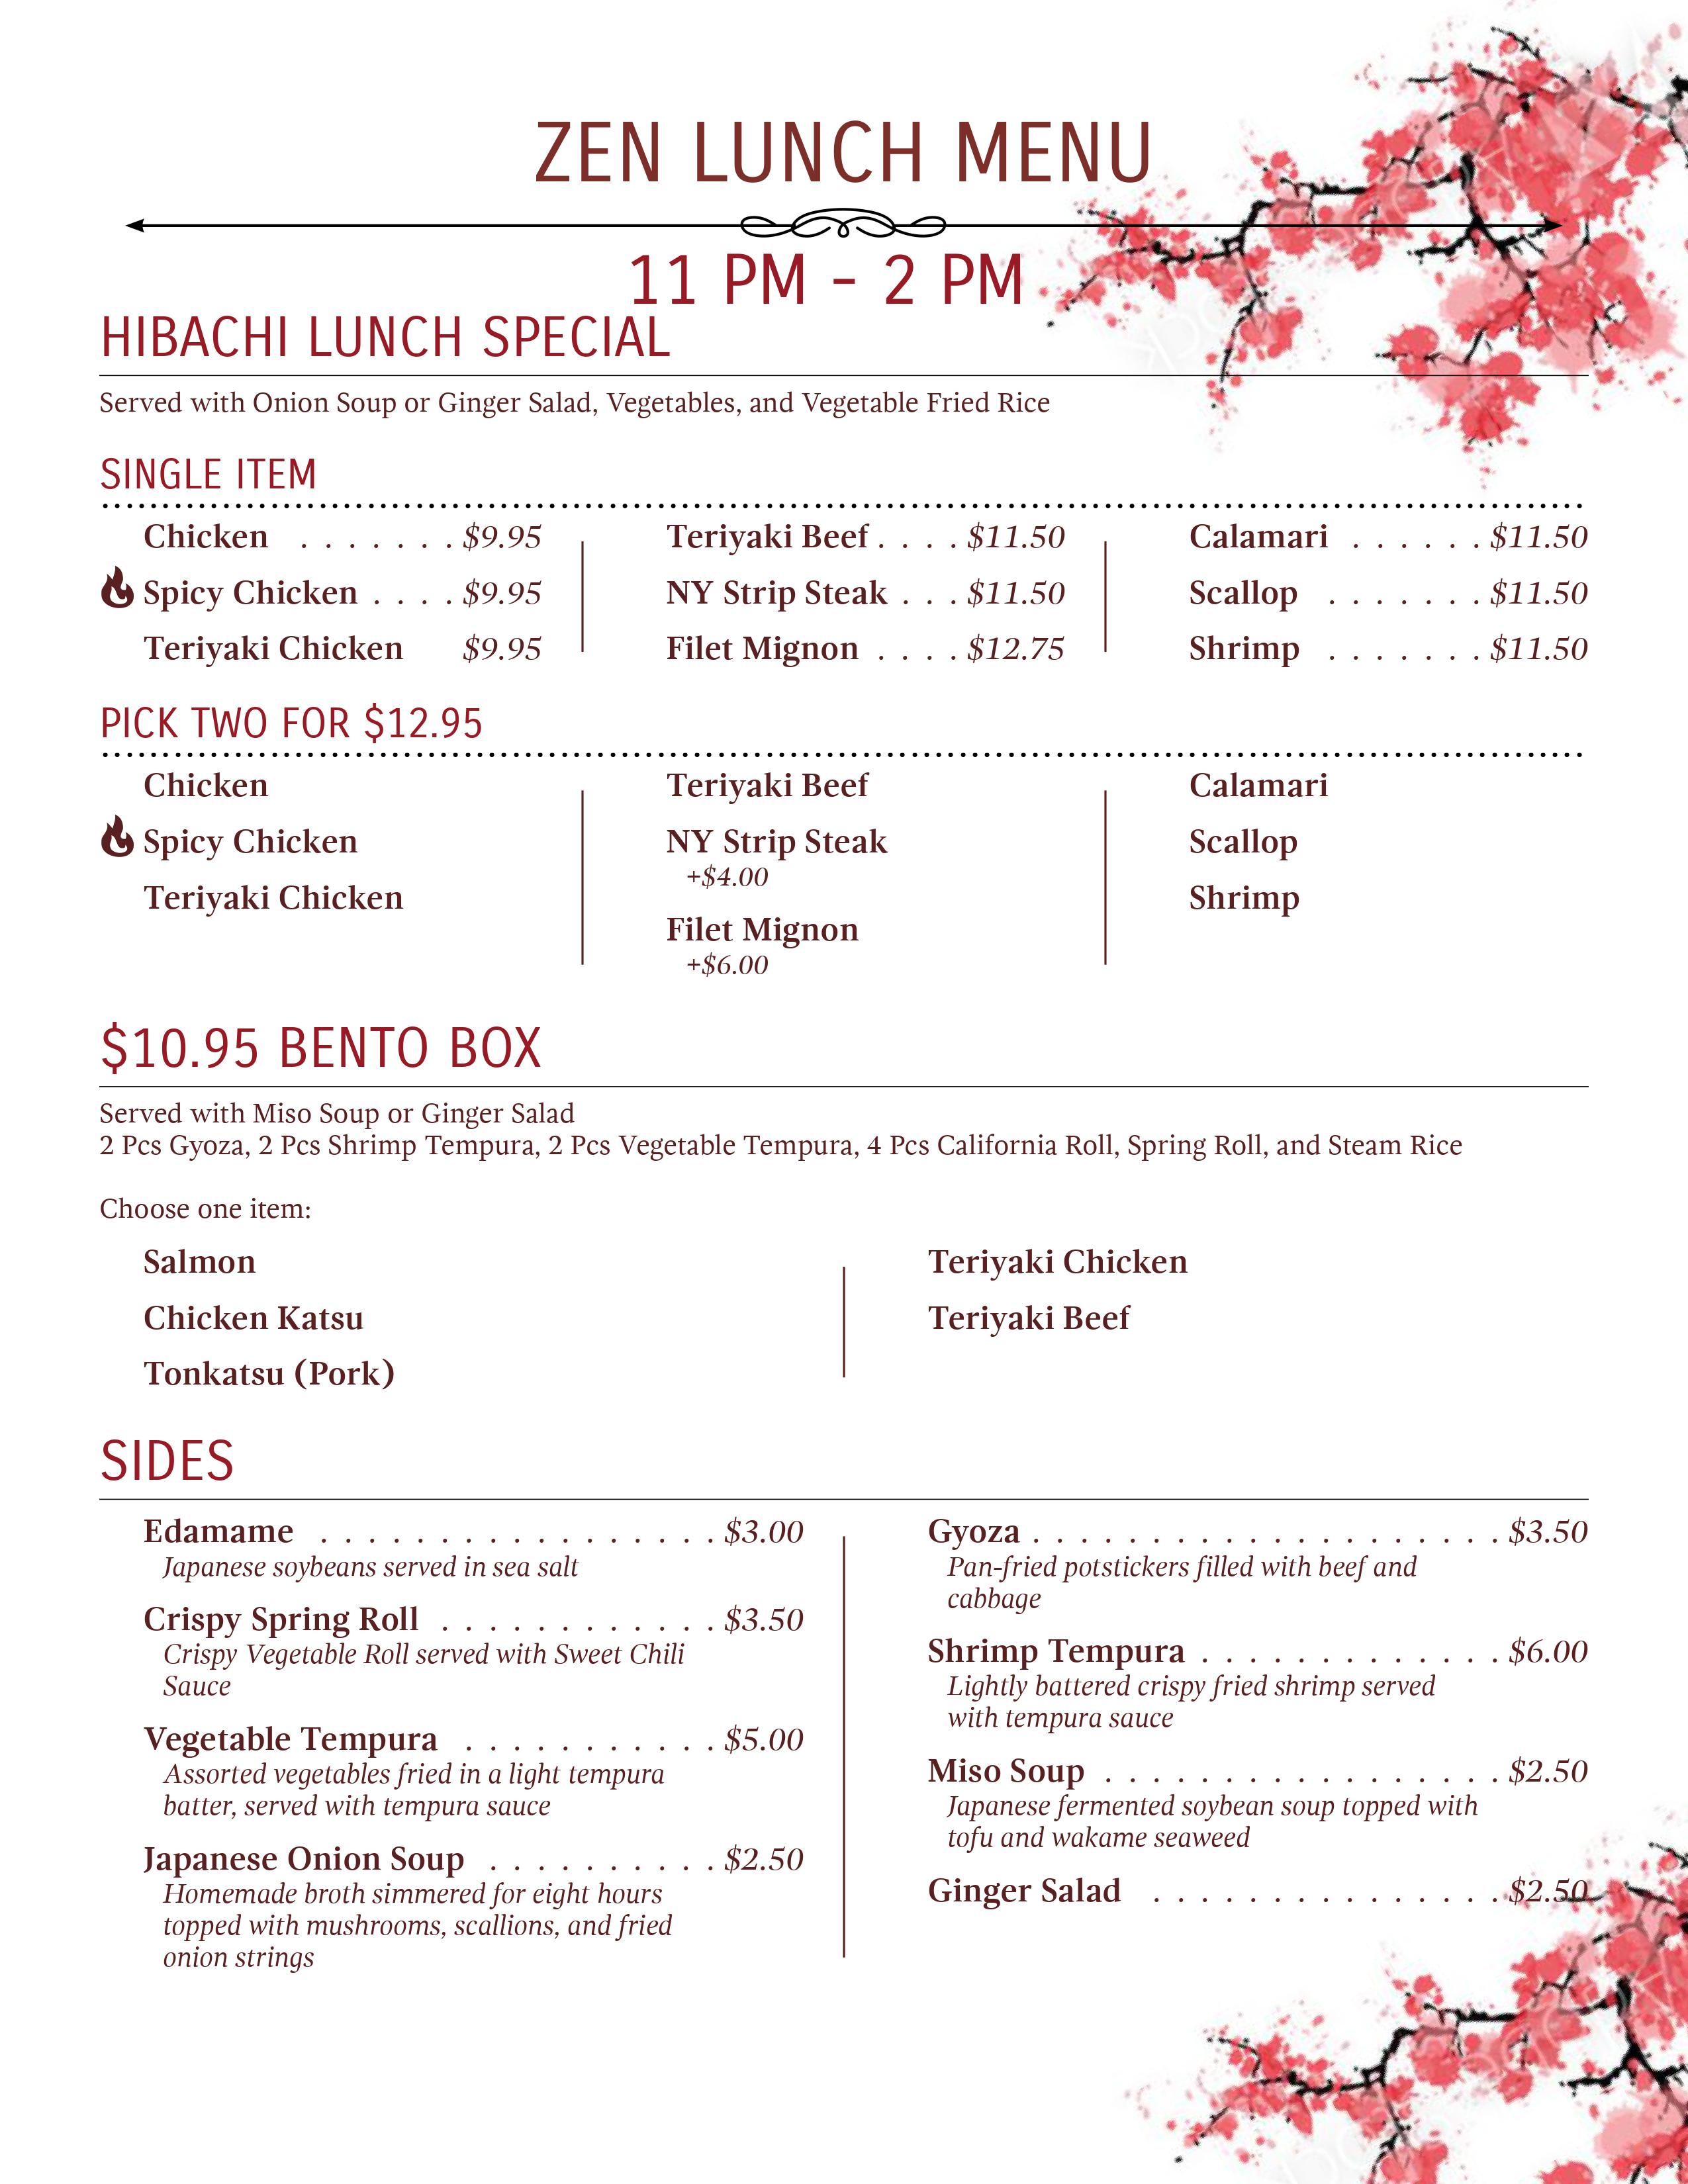 ZEN LUNCH MENU
11 PM - 2 PM
HIBACHI LUNCH SPECIAL
Served with Onion Soup or Ginger Salad, Vegetables, and Vegetable Fried Rice
SINGLE ITEM
Chicken . . . . . . . $9.95
Spicy Chicken . . . . $9.95
Teriyaki Chicken $9.95
Teriyaki Beef . . . . $11.50
NY Strip Steak . . . $11.50
Filet Mignon . . . . $12.75
Calamari . . . . . . $11.50
Scallop . . . . . . . $11.50
Shrimp . . . . . . . $11.50
PICK TWO FOR $12.95
Chicken
Spicy Chicken
Teriyaki Chicken
Teriyaki Beef
NY Strip Steak
+$4.00
Filet Mignon
+$6.00
Calamari
Scallop
Shrimp
$10.95 BENTO BOX
Served with Miso Soup or Ginger Salad
2 Pcs Gyoza, 2 Pcs Shrimp Tempura, 2 Pcs Vegetable Tempura, 4 Pcs California Roll, Spring Roll, and Steam Rice
Choose one item:
Salmon
Chicken Katsu
Tonkatsu (Pork)
Teriyaki Chicken
Teriyaki Beef
SIDES
Edamame . . . . . . . . . . . . . . . . . $3.00
Japanese soybeans served in sea salt
Crispy Spring Roll . . . . . . . . . . . . $3.50
Crispy Vegetable Roll served with Sweet Chili
Sauce
Vegetable Tempura . . . . . . . . . . . $5.00
Assorted vegetables fried in a light tempura
batter, served with tempura sauce
Japanese Onion Soup . . . . . . . . . . $2.50
Homemade broth simmered for eight hours
topped with mushrooms, scallions, and fried
onion strings
Gyoza . . . . . . . . . . . . . . . . . . . . $3.50
Pan-fried potstickers filled with beef and
cabbage
Shrimp Tempura . . . . . . . . . . . . . $6.00
Lightly battered crispy fried shrimp served
with tempura sauce
Miso Soup . . . . . . . . . . . . . . . . . $2.50
Japanese fermented soybean soup topped with
tofu and wakame seaweed
Ginger Salad . . . . . . . . . . . . . . . $2.50